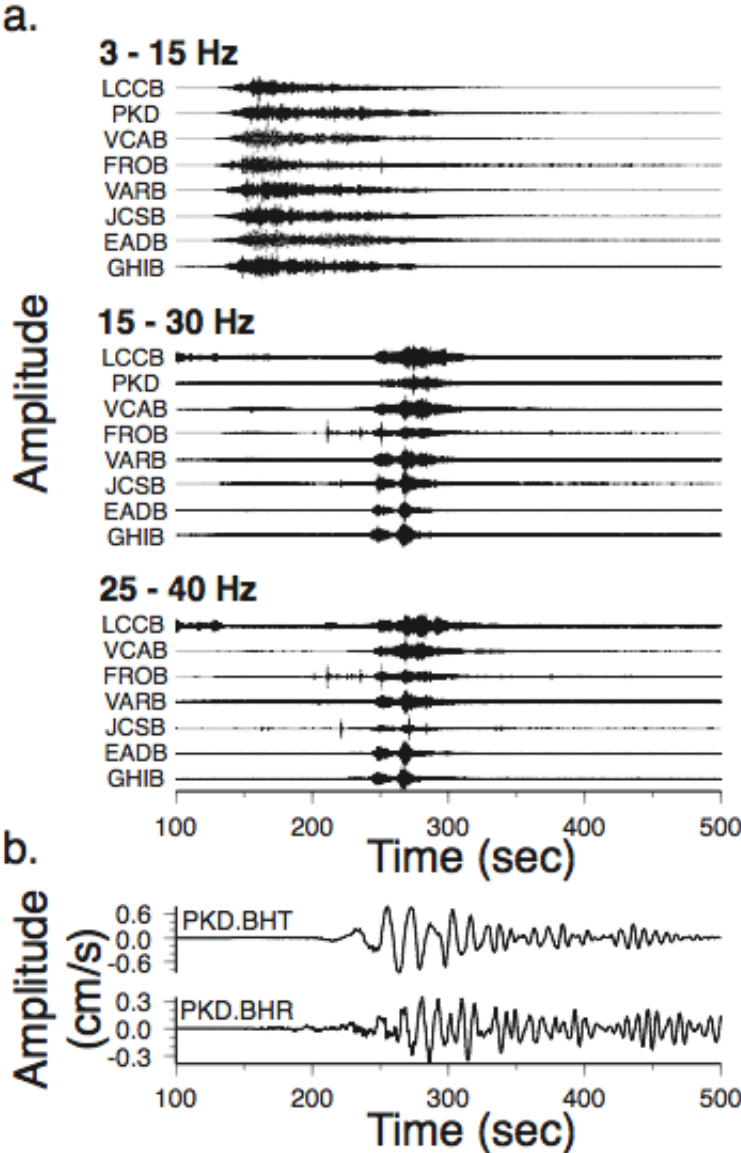 a.
3 - 15 Hz
LCCB
PKD
VCAB
FROB
VARB
JCSB
EADB
GHIB
Amplitude
15 - 30 Hz
LCCB
PKD
VCAB
FROB
VARB
JCSB
EADB
GHIB
25 - 40 Hz
LCCB
VCAB
FROB
VARB
JCSB
EADB
GHIB
100 200 300 400 500
Time (sec)
b.
Amplitude
(cm/s)
0.6
0.0
-0.6
PKD.BHT
0.3
0.0
-0.3
PKD.BHR
100 200 300 400 500
Time (sec)